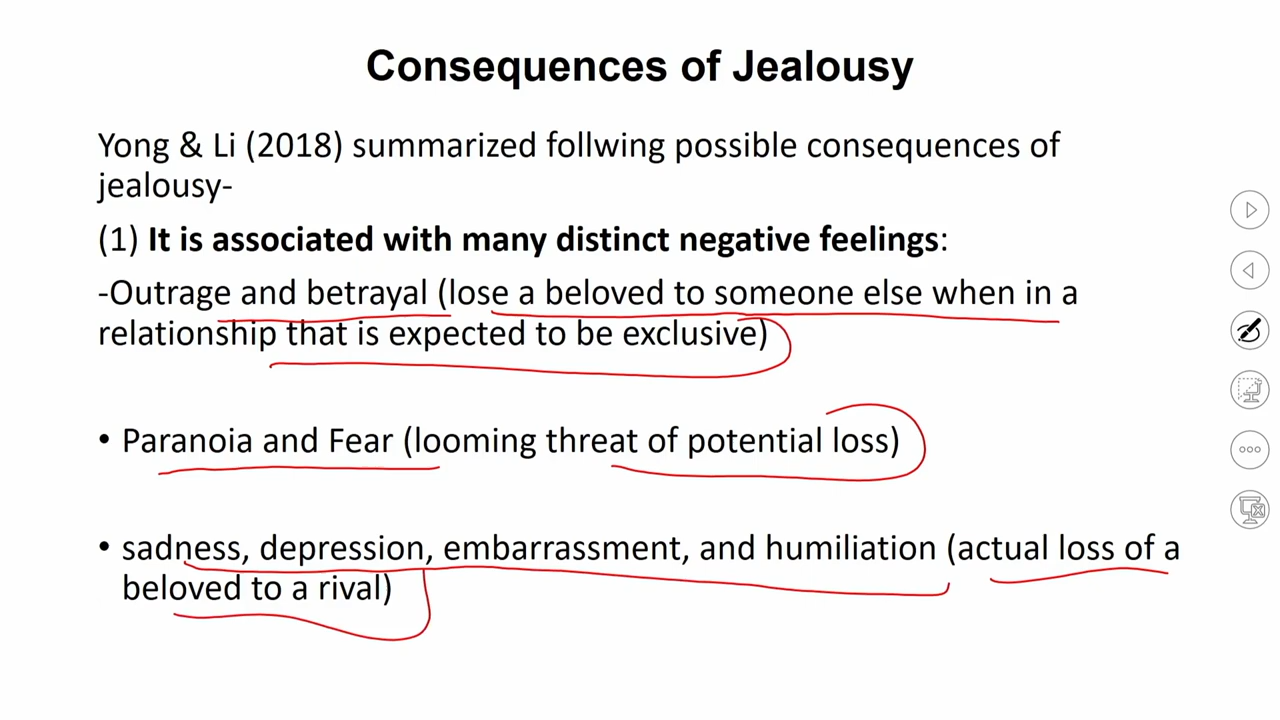 Consequences of Jealousy
Yong & Li (2018) summarized follwing possible consequences of
jealousy-
(1) It is associated with many distinct negative feelings:
-Outrage and betrayal (lose a beloved to someone else when in a
relationship that is expected to be exclusive)
• Paranoia and Fear (looming threat of potential loss)
• sadness, depression, embarrassment, and humiliation (actual loss of a
beloved to a rival)